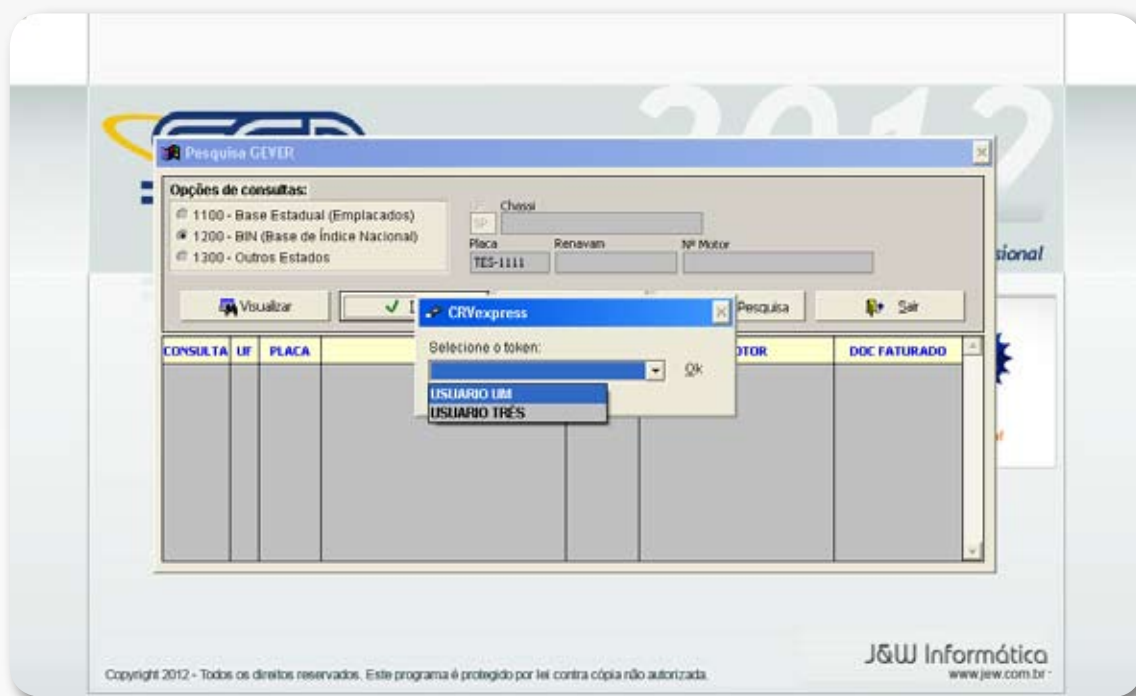 2012
Pesquisa GEVER
Opções de consultas:
1100 - Base Estadual (Emplacados)
1200 - BIN (Base de Índice Nacional)
1300 - Outros Estados
Chassi
SP
Placa Renavam Nº Motor
TES-1111
sional
Visualizar
Pesquisa
Sair
CRVexpress
Selecione o token:
Ok
USUARIO UM
USUARIO TRÊS
CONSULTA UF PLACA
OTOR
DOC FATURADO
J&W Informática
www.jew.com.br
Copyright 2012 - Todos os direitos reservados. Este programa é protegido por lei contra cópia não autorizada.